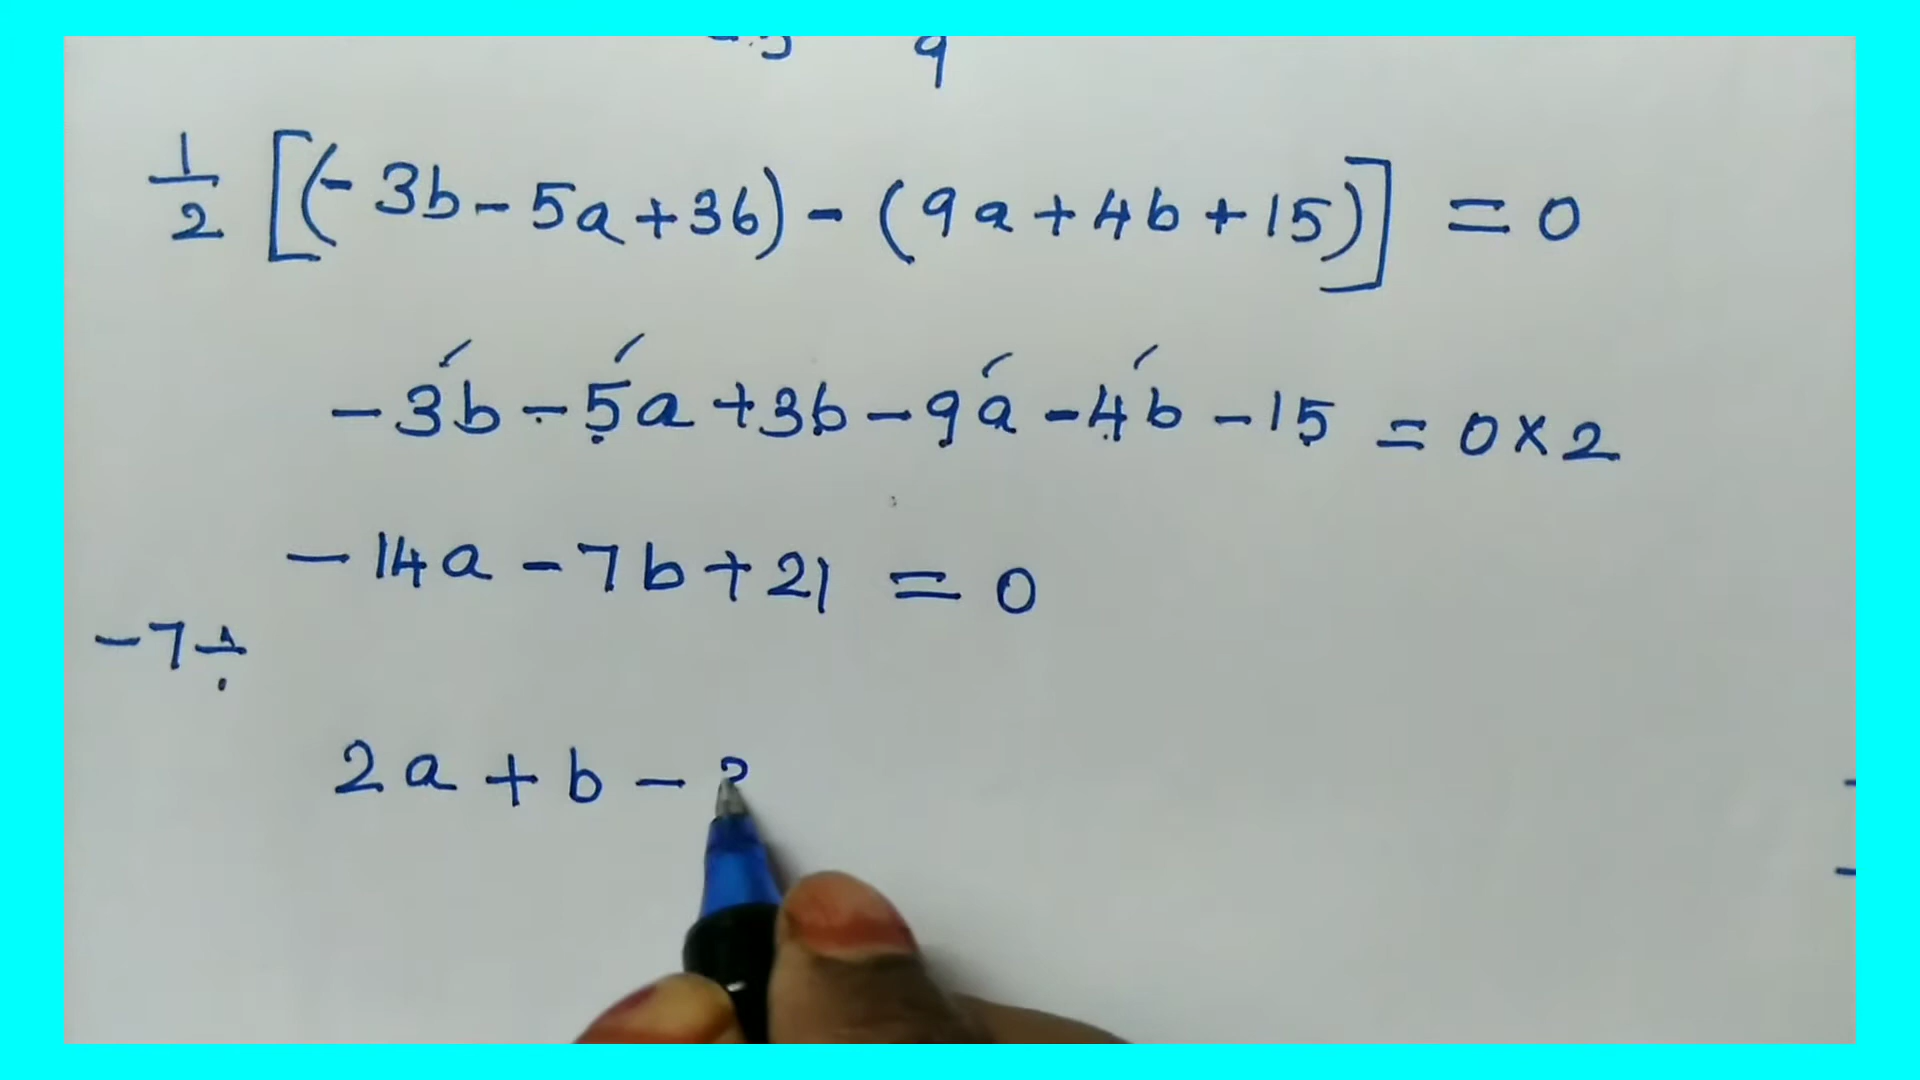 9
1/2 [(-3b-5a+36)-(9a+4b+15)] = 0
-3b-5a+36-9a-4b-15 = 0×2
-14a-7b+21 = 0
-7÷
2a+b-